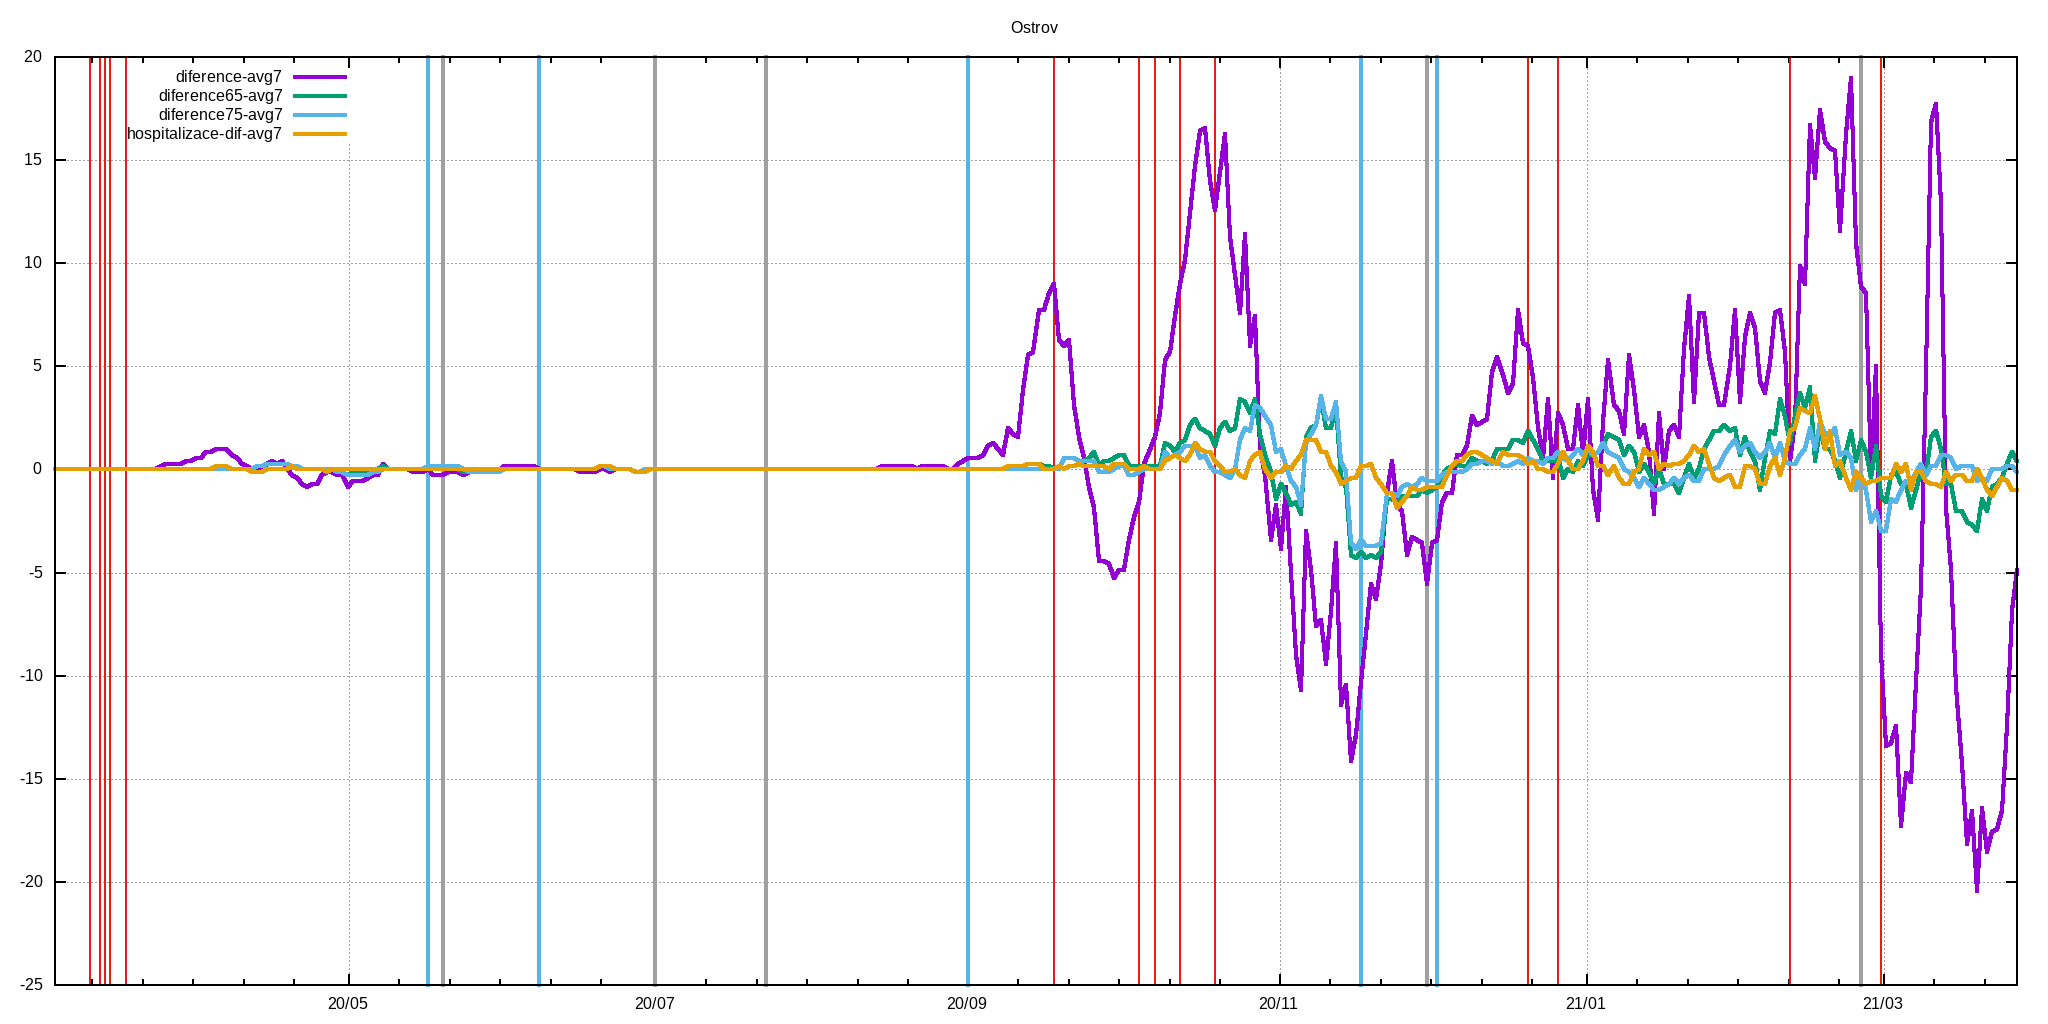 Ostrov
diference-avg7
diference65-avg7
diference75-avg7
hospitalizace-dif-avg7
20
15
10
5
0
-5
-10
-15
-20
-25
20/05 20/07 20/09 20/11 21/01 21/03